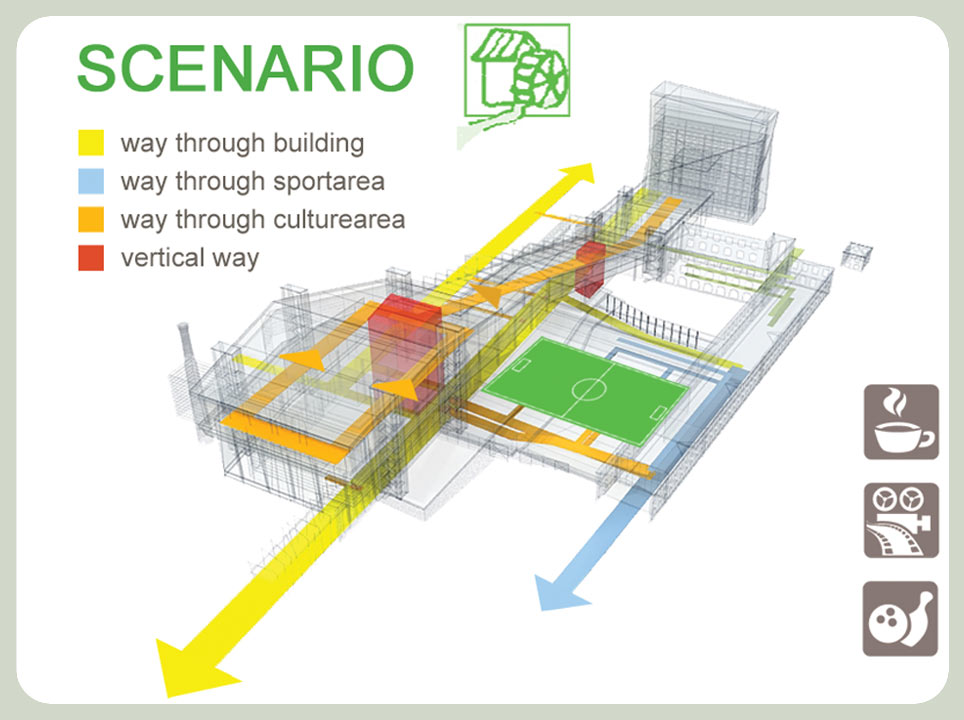 SCENARIO
way through building
way through sportarea
way through culturearea
vertical way